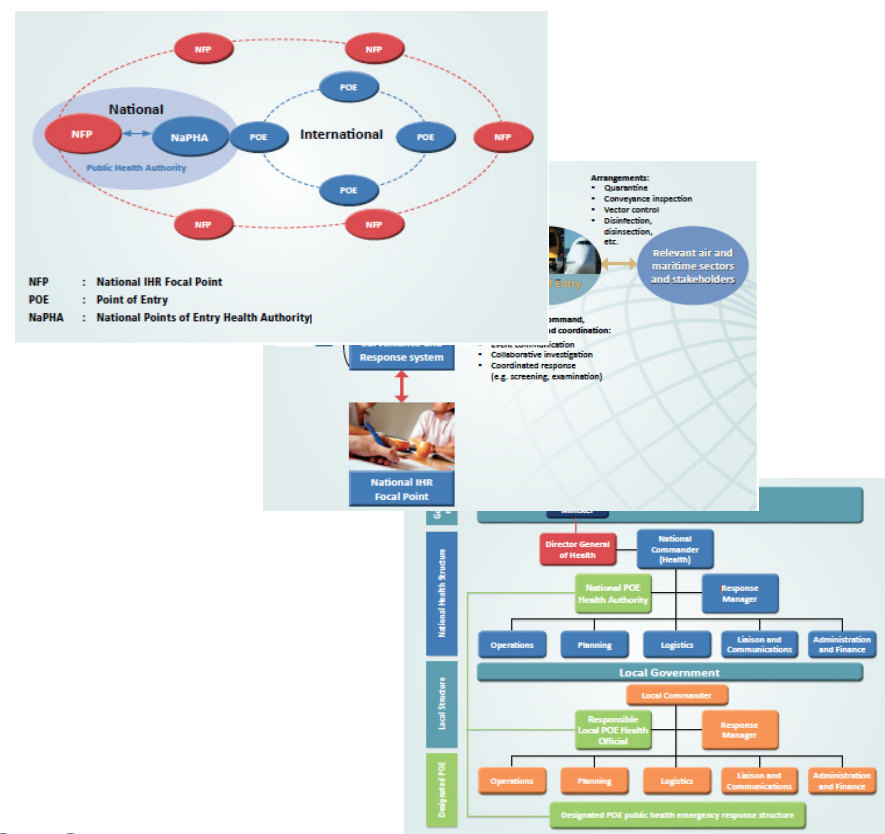 NFP
NFP
POE
National
NFP
NaPHA
POE
International
POE
NFP
Public Health Authority
POE
NFP
NFP
NFP : National IHR Focal Point
POE : Point of Entry
NaPHA : National Points of Entry Health Authority
Arrangements:
• Quarantine
• Conveyance inspection
• Vector control
• Disinfection,
disinsection,
etc.
Entry
Relevant air and
maritime sectors
and stakeholders
coordination:
• Event communication
• Collaborative investigation
• Coordinated response
(e.g. screening, examination)
Response system
National IHR
Focal Point
Minister
National Health Structure
Director General
of Health
National
Commander
(Health)
National POE
Health Authority
Response
Manager
Operations
Planning
Logistics
Liaison and
Communications
Administration
and Finance
Local Government
Local Structure
Local Commander
Responsible
Local POE Health
Official
Response
Manager
Designated POE
Operations
Planning
Logistics
Liaison and
Communications
Administration
and Finance
Designated POE public health emergency response structure